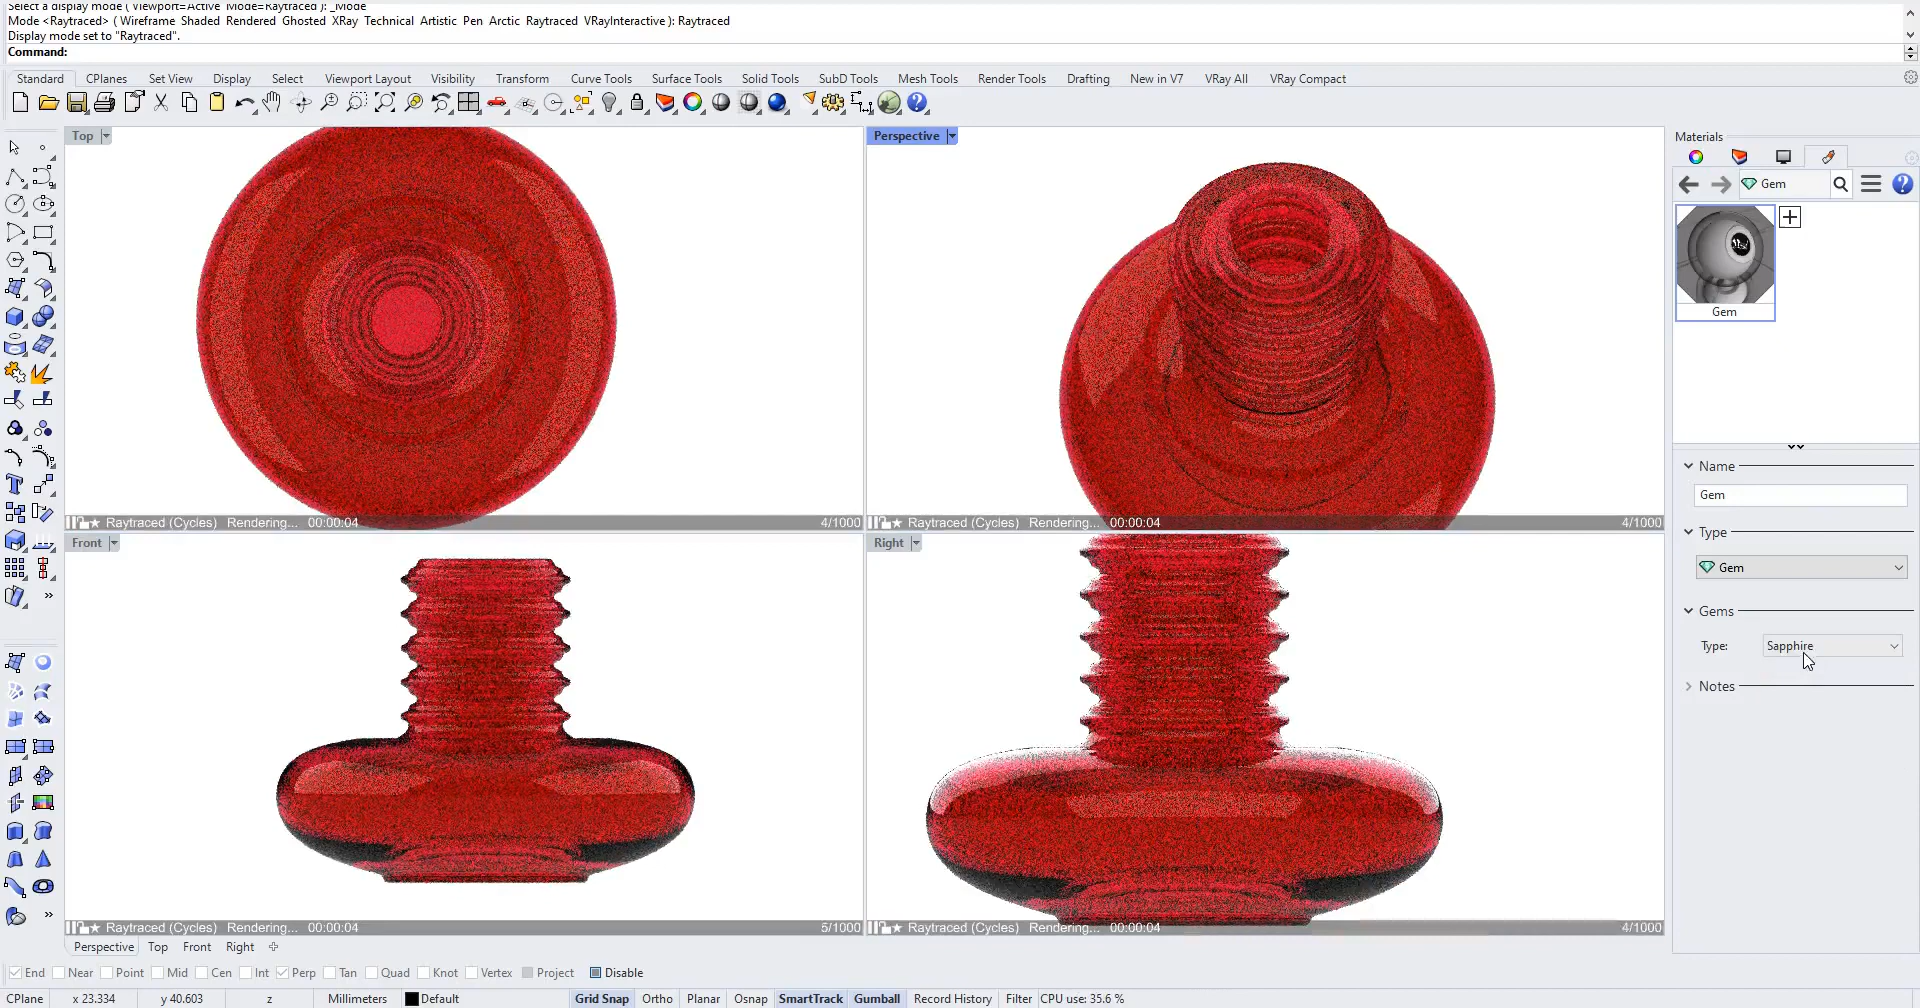 Select a display mode ( Viewport=Active Mode=Raytraced ): _Mode
Mode <Raytraced> ( Wireframe Shaded Rendered Ghosted XRay Technical Artistic Pen Arctic Raytraced VRayInteractive ): Raytraced
Display mode set to "Raytraced".
Command:
Standard CPlanes Set View Display Select Viewport Layout Visibility Transform Curve Tools Surface Tools Solid Tools SubD Tools Mesh Tools Render Tools Drafting New in V7 VRay All VRay Compact
Top
Raytraced (Cycles) Rendering... 00:00:04 4/1000
Perspective
Raytraced (Cycles) Rendering... 00:00:04 4/1000
Front
Raytraced (Cycles) Rendering... 00:00:04 5/1000
Right
Raytraced (Cycles) Rendering... 00:00:04 4/1000
Materials
Gem
Gem
Name
Gem
Type
Gem
Gems
Type: Sapphire
Notes
Perspective Top Front Right
End Near Point Mid Cen Int Perp Tan Quad Knot Vertex Project Disable
CPlane x 23.334 y 40.603 z Millimeters Default Grid Snap Ortho Planar Osnap SmartTrack Gumball Record History Filter CPU use: 35.6 %